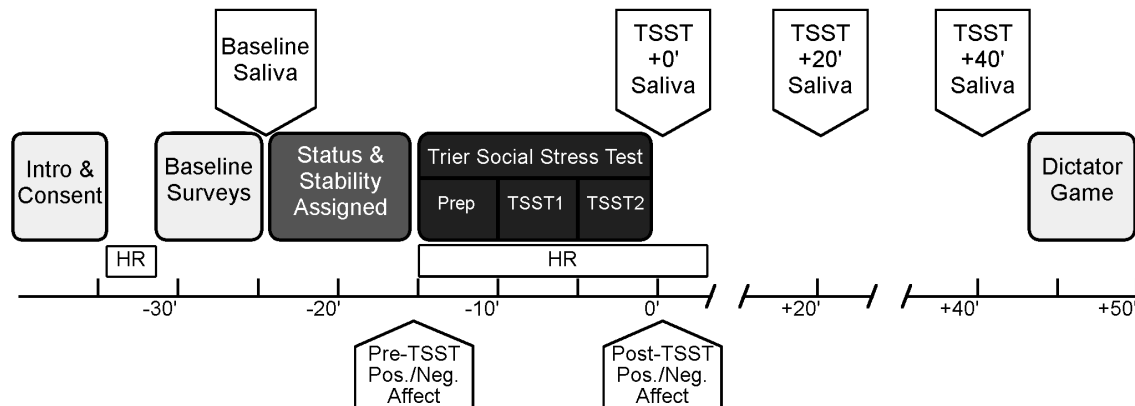 Baseline
Saliva
TSST
+0'
Saliva
TSST
+20'
Saliva
TSST
+40'
Saliva
Intro &
Consent
Baseline
Surveys
Status &
Stability
Assigned
Trier Social Stress Test
Prep
TSST1
TSST2
Dictator
Game
HR
HR
-30'
-20'
-10'
0'
+20'
+40'
+50'
Pre-TSST
Pos./Neg.
Affect
Post-TSST
Pos./Neg.
Affect